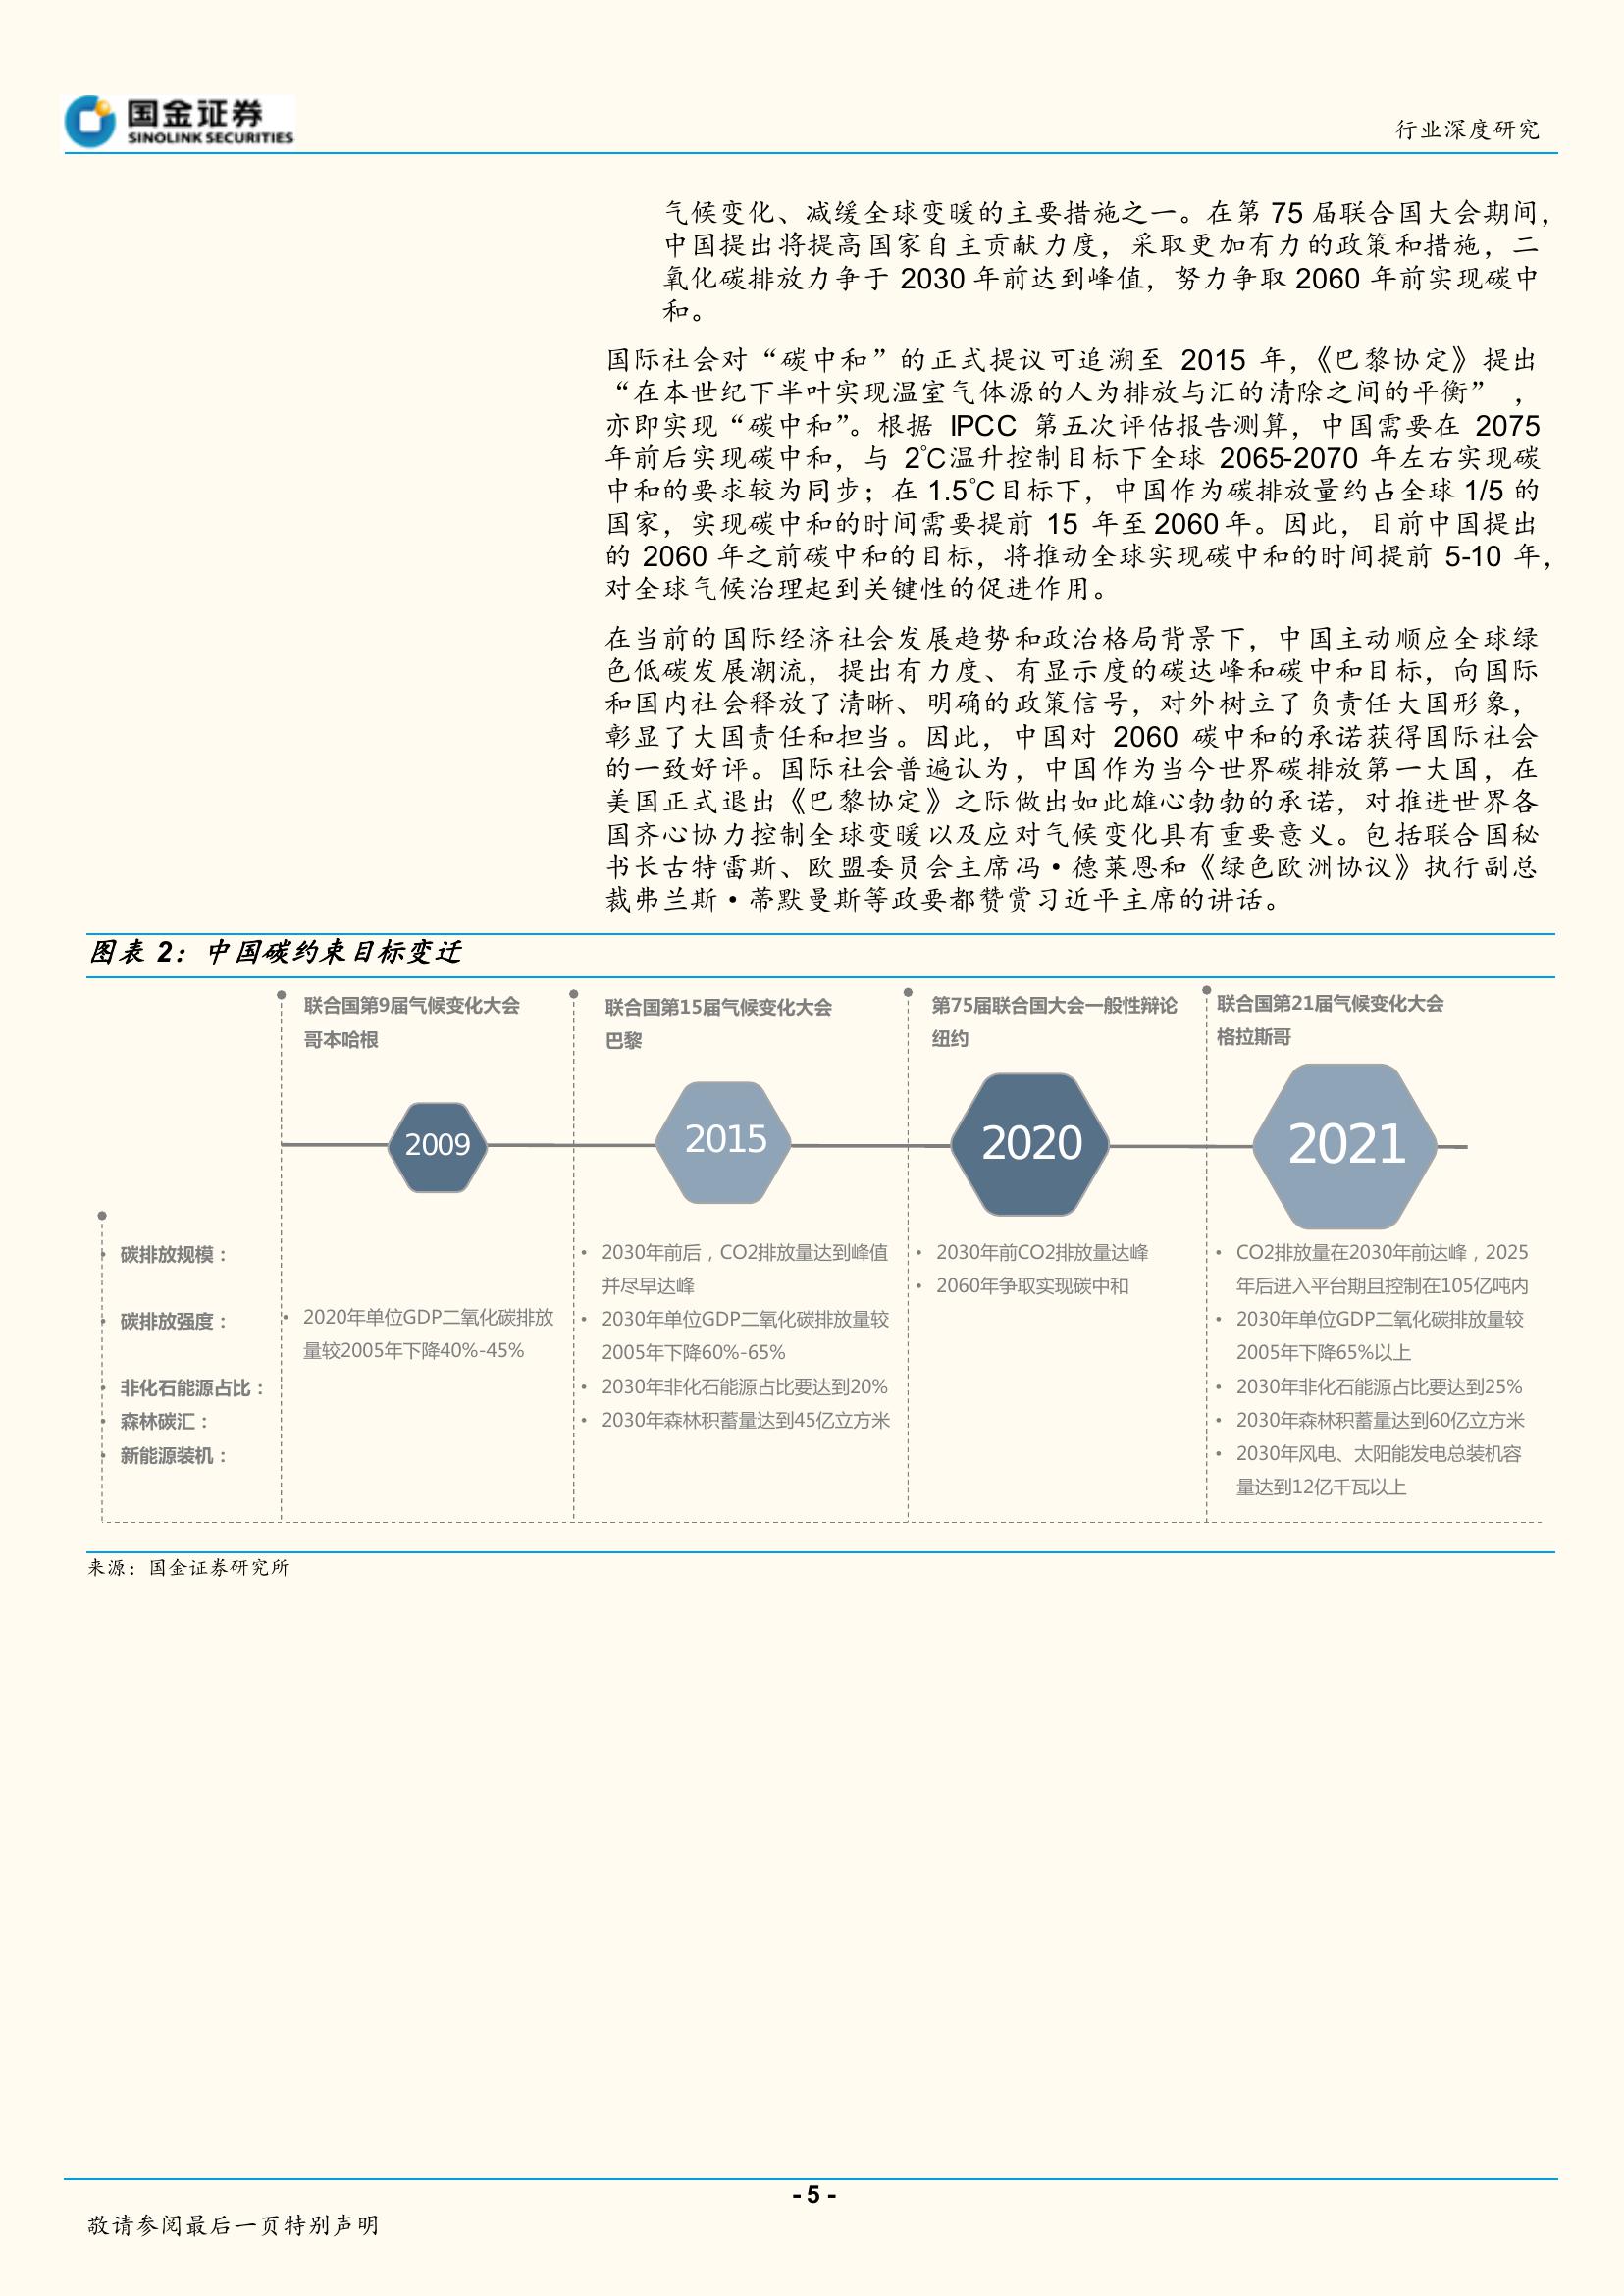 国金证券
SINOLINK SECURITIES
行业深度研究
气候变化、减缓全球变暖的主要措施之一。在第 75 届联合国大会期间，
中国提出将提高国家自主贡献力度，采取更加有力的政策和措施，二
氧化碳排放力争于 2030 年前达到峰值，努力争取 2060 年前实现碳中
和。
国际社会对“碳中和”的正式提议可追溯至 2015 年，《巴黎协定》提出
“在本世纪下半叶实现温室气体源的人为排放与汇的清除之间的平衡”，
亦即实现“碳中和”。根据 IPCC 第五次评估报告测算，中国需要在 2075
年前后实现碳中和，与 2℃温升控制目标下全球 2065-2070 年左右实现碳
中和的要求较为同步；在 1.5℃目标下，中国作为碳排放量约占全球 1/5 的
国家，实现碳中和的时间需要提前 15 年至 2060 年。因此，目前中国提出
的 2060 年之前碳中和的目标，将推动全球实现碳中和的时间提前 5-10 年，
对全球气候治理起到关键性的促进作用。
在当前的国际经济社会发展趋势和政治格局背景下，中国主动顺应全球绿
色低碳发展潮流，提出有力度、有显示度的碳达峰和碳中和目标，向国际
和国内社会释放了清晰、明确的政策信号，对外树立了负责任大国形象，
彰显了大国责任和担当。因此，中国对 2060 碳中和的承诺获得国际社会
的一致好评。国际社会普遍认为，中国作为当今世界碳排放第一大国，在
美国正式退出《巴黎协定》之际做出如此雄心勃勃的承诺，对推进世界各
国齐心协力控制全球变暖以及应对气候变化具有重要意义。包括联合国秘
书长古特雷斯、欧盟委员会主席冯·德莱恩和《绿色欧洲协议》执行副总
裁弗兰斯·蒂默曼斯等政要都赞赏习近平主席的讲话。
图表 2：中国碳约束目标变迁
联合国第9届气候变化大会
哥本哈根
联合国第15届气候变化大会
巴黎
第75届联合国大会一般性辩论
纽约
联合国第21届气候变化大会
格拉斯哥
2009
2015
2020
2021
• 碳排放规模：
• 碳排放强度：
• 非化石能源占比：
• 森林碳汇：
• 新能源装机：
• 2020年单位GDP二氧化碳排放
量较2005年下降40%-45%
• 2030年前后，CO2排放量达到峰值
并尽早达峰
• 2030年单位GDP二氧化碳排放量较
2005年下降60%-65%
• 2030年非化石能源占比要达到20%
• 2030年森林积蓄量达到45亿立方米
• 2030年前CO2排放量达峰
• 2060年争取实现碳中和
• CO2排放量在2030年前达峰，2025
年后进入平台期且控制在105亿吨内
• 2030年单位GDP二氧化碳排放量较
2005年下降65%以上
• 2030年非化石能源占比要达到25%
• 2030年森林积蓄量达到60亿立方米
• 2030年风电、太阳能发电总装机容
量达到12亿千瓦以上
来源：国金证券研究所
- 5 -
敬请参阅最后一页特别声明